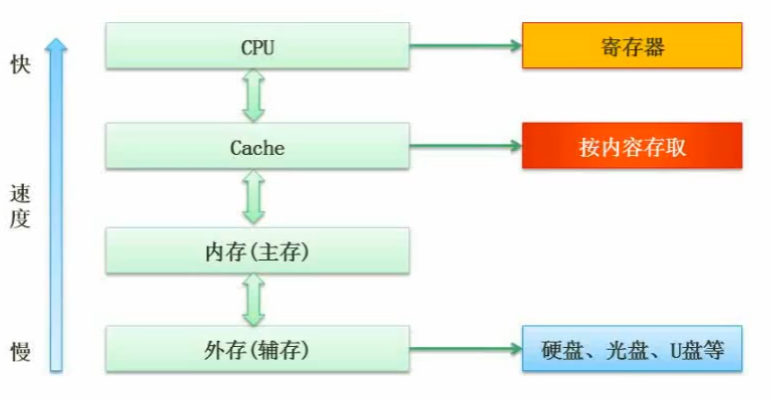 快
CPU
寄存器
Cache
按内容存取
速度
内存(主存)
慢
外存(辅存)
硬盘、光盘、U盘等